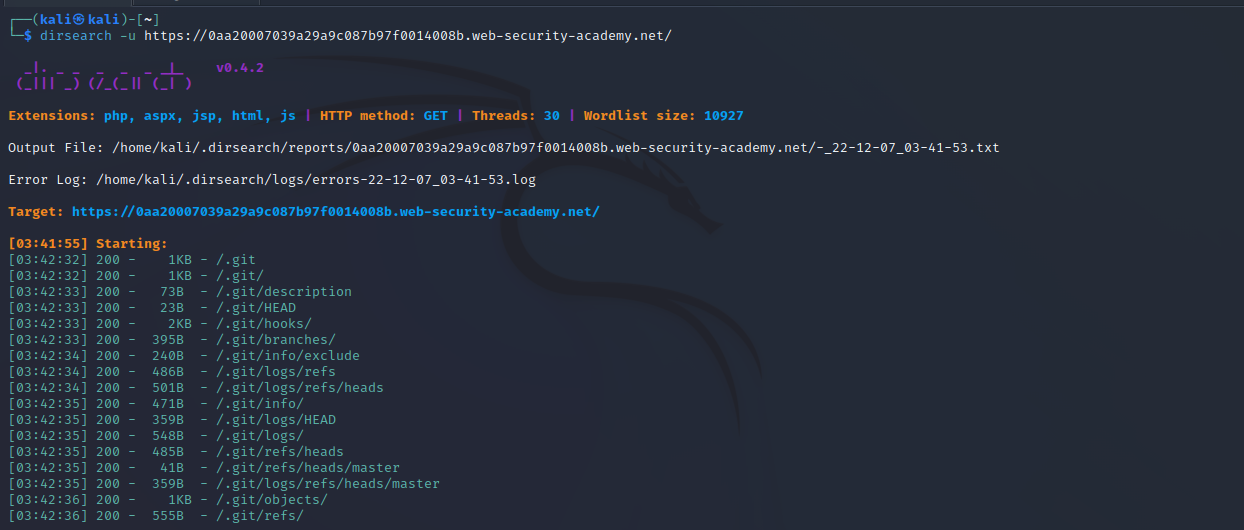 ┌──(kali㉿kali)-[~]
└─$ dirsearch -u https://0aa20007039a29a9c087b97f0014008b.web-security-academy.net/
  _|. _ _  _  _  _ _|_    v0.4.2
 (_||| _) (/_(_|| (_| )
Extensions: php, aspx, jsp, html, js | HTTP method: GET | Threads: 30 | Wordlist size: 10927
Output File: /home/kali/.dirsearch/reports/0aa20007039a29a9c087b97f0014008b.web-security-academy.net/-_22-12-07_03-41-53.txt
Error Log: /home/kali/.dirsearch/logs/errors-22-12-07_03-41-53.log
Target: https://0aa20007039a29a9c087b97f0014008b.web-security-academy.net/
[03:41:55] Starting:
[03:42:32] 200 -    1KB - /.git
[03:42:32] 200 -    1KB - /.git/
[03:42:33] 200 -   73B  - /.git/description
[03:42:33] 200 -   23B  - /.git/HEAD
[03:42:33] 200 -    2KB - /.git/hooks/
[03:42:33] 200 -  395B  - /.git/branches/
[03:42:34] 200 -  240B  - /.git/info/exclude
[03:42:34] 200 -  486B  - /.git/logs/refs
[03:42:34] 200 -  501B  - /.git/logs/refs/heads
[03:42:35] 200 -  471B  - /.git/info/
[03:42:35] 200 -  359B  - /.git/logs/HEAD
[03:42:35] 200 -  548B  - /.git/logs/
[03:42:35] 200 -  485B  - /.git/refs/heads
[03:42:35] 200 -   41B  - /.git/refs/heads/master
[03:42:35] 200 -  359B  - /.git/logs/refs/heads/master
[03:42:36] 200 -    1KB - /.git/objects/
[03:42:36] 200 -  555B  - /.git/refs/